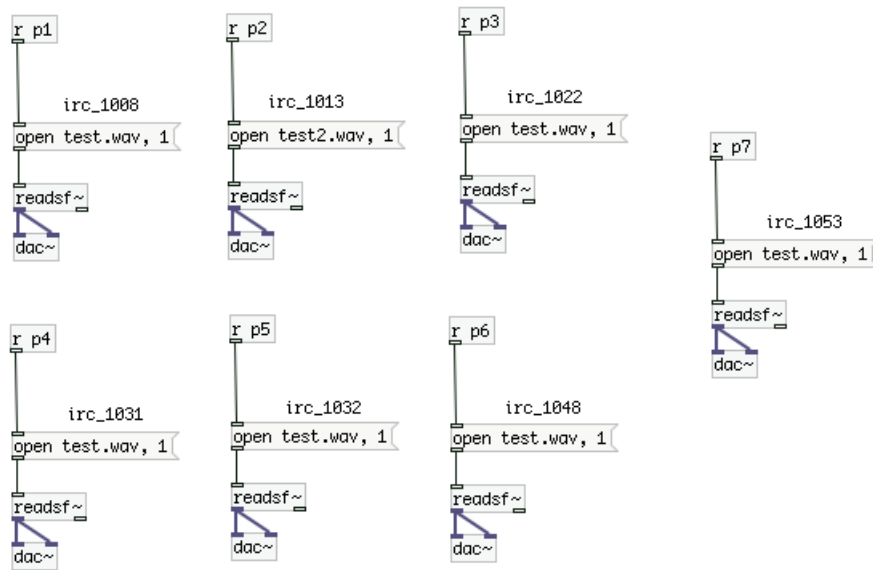 r p1
irc_1008
open test.wav, 1
readsf~
dac~
r p2
irc_1013
open test2.wav, 1
readsf~
dac~
r p3
irc_1022
open test.wav, 1
readsf~
dac~
r p7
irc_1053
open test.wav, 1
readsf~
dac~
r p4
irc_1031
open test.wav, 1
readsf~
dac~
r p5
irc_1032
open test.wav, 1
readsf~
dac~
r p6
irc_1048
open test.wav, 1
readsf~
dac~